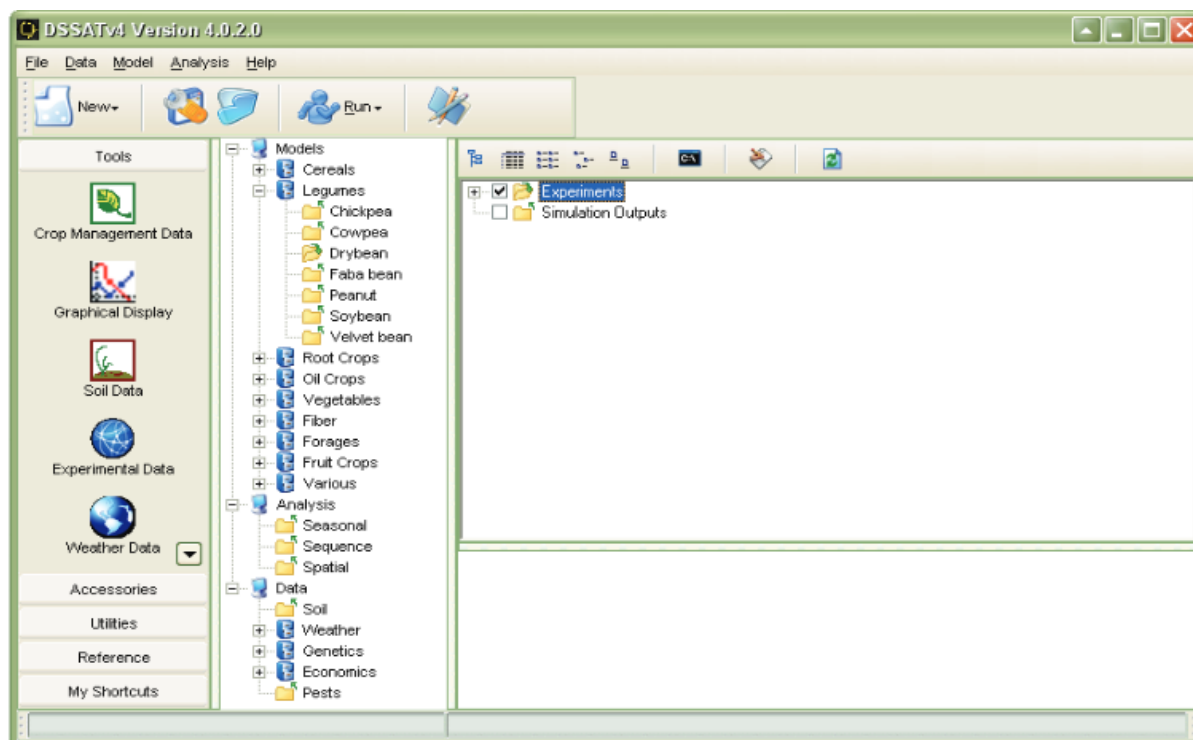 DSSATv4 Version 4.0.2.0
File Data Model Analysis Help
New
Run
Tools
Crop Management Data
Graphical Display
Soil Data
Experimental Data
Weather Data
Accessories
Utilities
Reference
My Shortcuts
Models
Cereals
Legumes
Chickpea
Cowpea
Drybean
Faba bean
Peanut
Soybean
Velvet bean
Root Crops
Oil Crops
Vegetables
Fiber
Forages
Fruit Crops
Various
Analysis
Seasonal
Sequence
Spatial
Data
Soil
Weather
Genetics
Economics
Pests
C:\
Experiments
Simulation Outputs